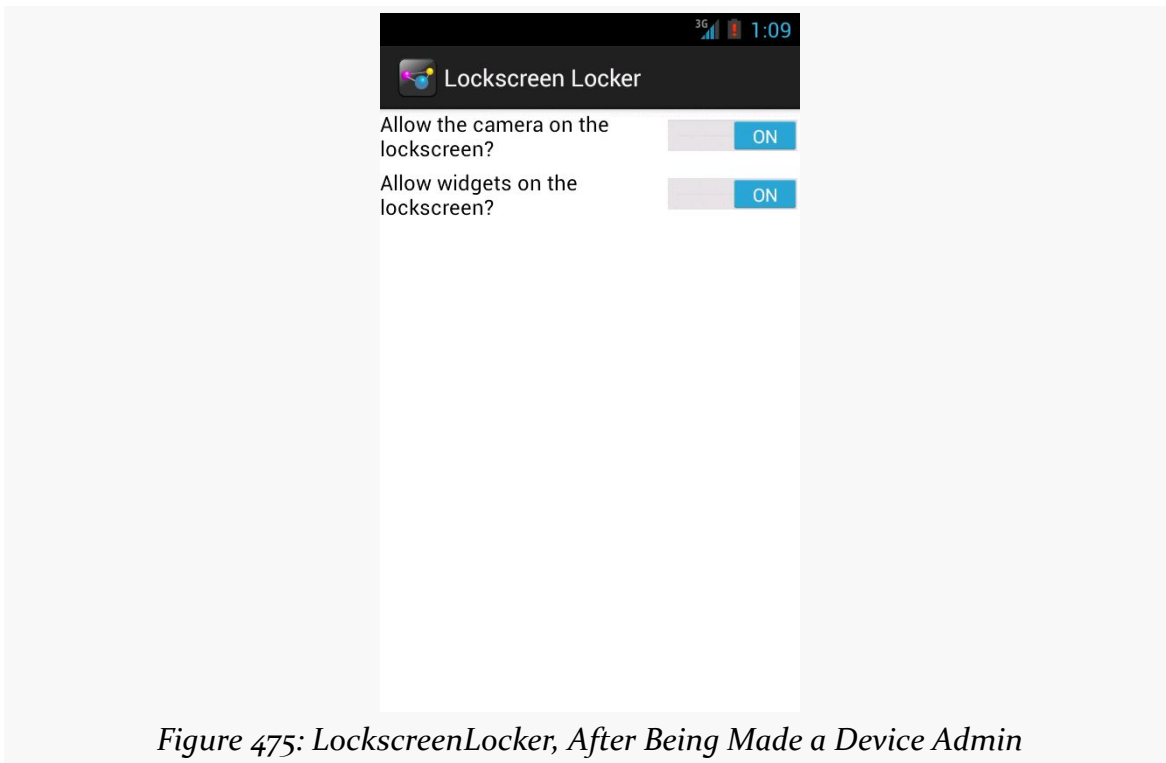 3G 1:09
Lockscreen Locker
Allow the camera on the
lockscreen?
ON
Allow widgets on the
lockscreen?
ON
Figure 475: LockscreenLocker, After Being Made a Device Admin